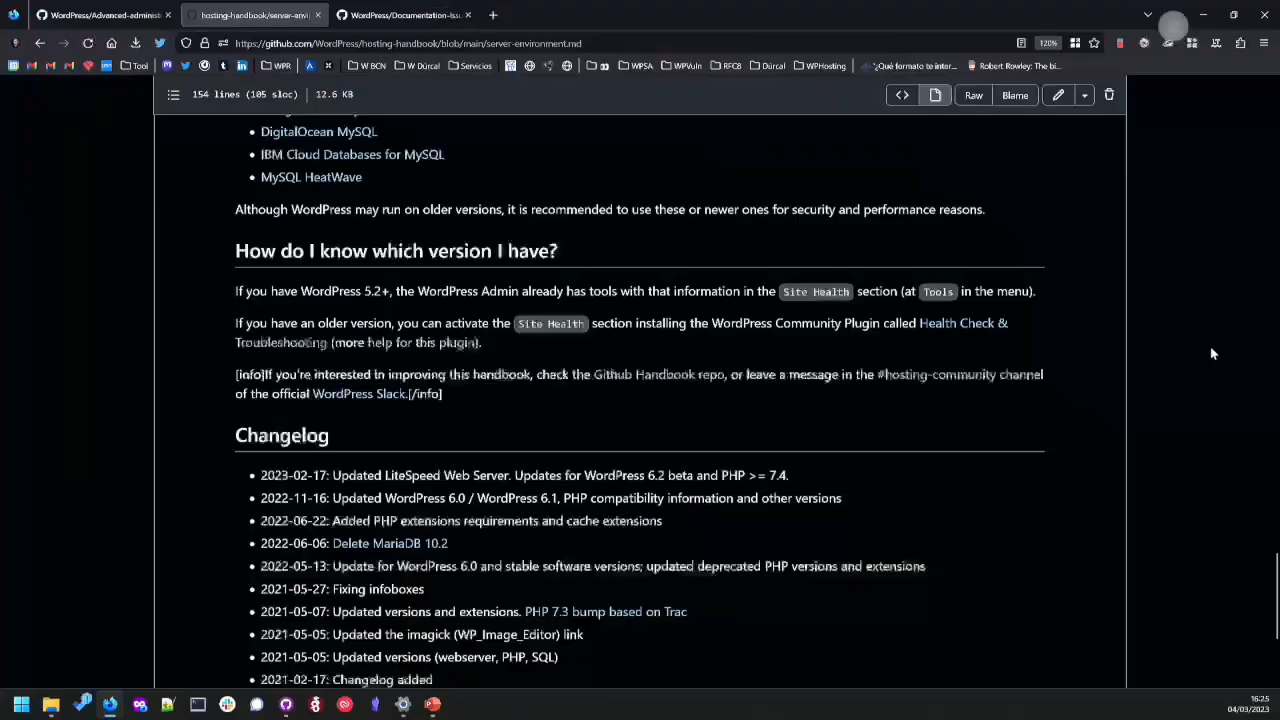 WordPress/Advanced-administ
hosting-handbook/server-envi
WordPress/Documentation-Issu
https://github.com/WordPress/hosting-handbook/blob/main/server-environment.md
120%
Tool
WPR
W BCN
W Dúrcal
Servicios
WPSA
WPVuln
RFC8
Dúrcal
WPHosting
¿Qué formato te inter...
Robert Rowley: The bi...
154 lines (105 sloc) | 12.6 KB
Raw
Blame
DigitalOcean MySQL
IBM Cloud Databases for MySQL
MySQL HeatWave
Although WordPress may run on older versions, it is recommended to use these or newer ones for security and performance reasons.
How do I know which version I have?
If you have WordPress 5.2+, the WordPress Admin already has tools with that information in the Site Health section (at Tools in the menu).
If you have an older version, you can activate the Site Health section installing the WordPress Community Plugin called Health Check &
Troubleshooting (more help for this plugin).
[info]If you're interested in improving this handbook, check the Github Handbook repo, or leave a message in the #hosting-community channel
of the official WordPress Slack.[/info]
Changelog
2023-02-17: Updated LiteSpeed Web Server. Updates for WordPress 6.2 beta and PHP >= 7.4.
2022-11-16: Updated WordPress 6.0 / WordPress 6.1, PHP compatibility information and other versions
2022-06-22: Added PHP extensions requirements and cache extensions
2022-06-06: Delete MariaDB 10.2
2022-05-13: Update for WordPress 6.0 and stable software versions; updated deprecated PHP versions and extensions
2021-05-27: Fixing infoboxes
2021-05-07: Updated versions and extensions. PHP 7.3 bump based on Trac
2021-05-05: Updated the imagick (WP_Image_Editor) link
2021-05-05: Updated versions (webserver, PHP, SQL)
2021-02-17: Changelog added
16:25
04/03/2023